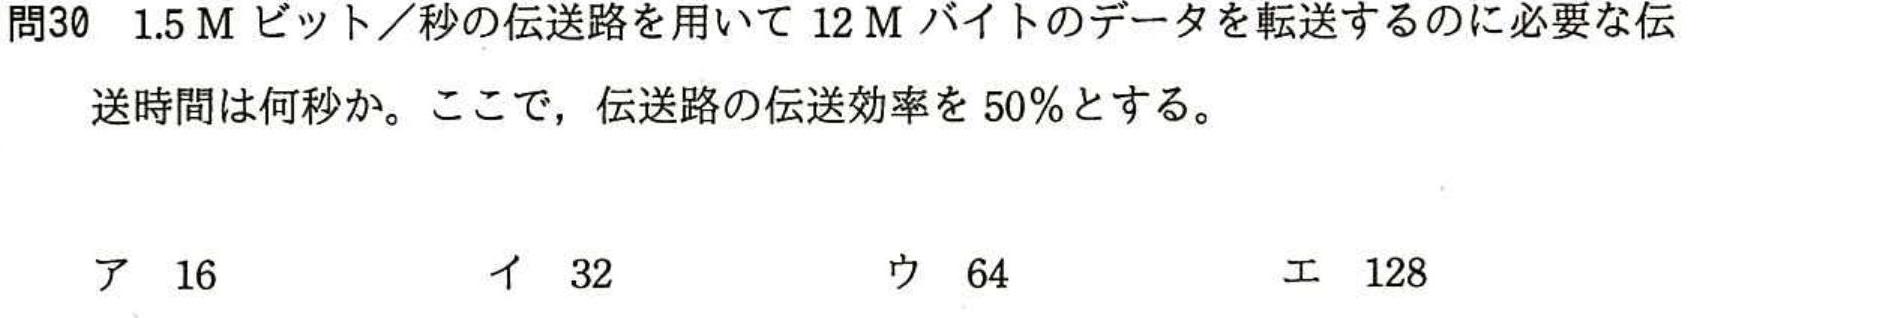 問30　1.5 M ビット／秒の伝送路を用いて 12 M バイトのデータを転送するのに必要な伝
送時間は何秒か。ここで，伝送路の伝送効率を 50％とする。
ア　16　イ　32　ウ　64　エ　128